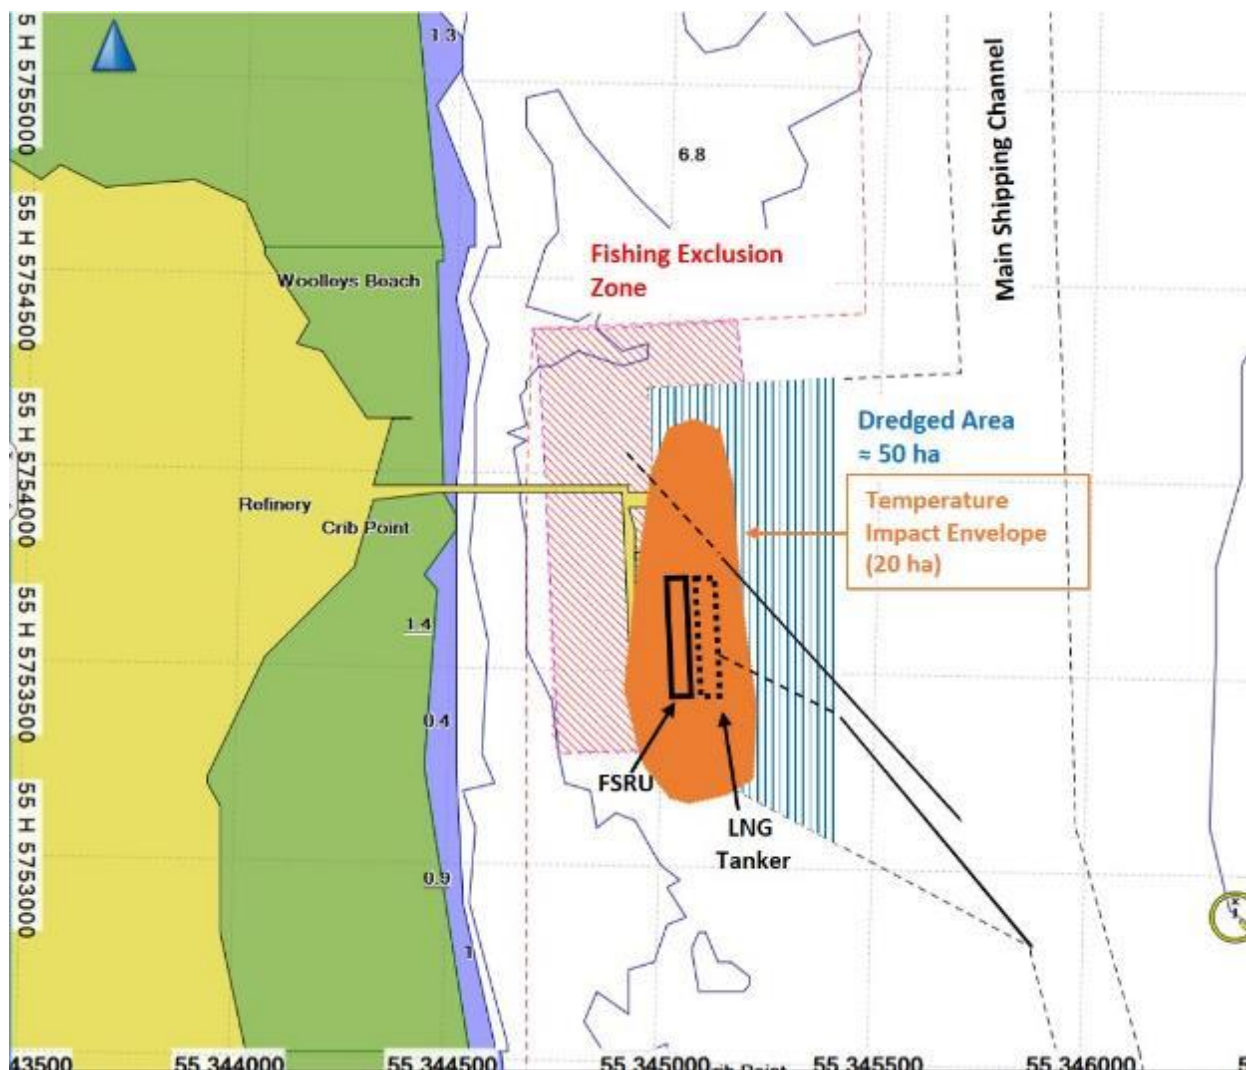 1.3
5 H 5755000
Main Shipping Channel
6.8
55 H 5754500
Fishing Exclusion
Zone
Woolleys Beach
55 H 5754000
Dredged Area
≈ 50 ha
Temperature
Impact Envelope
(20 ha)
Refinery
Crib Point
55 H 5753500
1.4
0.4
FSRU
LNG
Tanker
55 H 5753000
0.9
1
43500
55 344000
55 344500
55 345000
55 345500
55 346000
rib Point